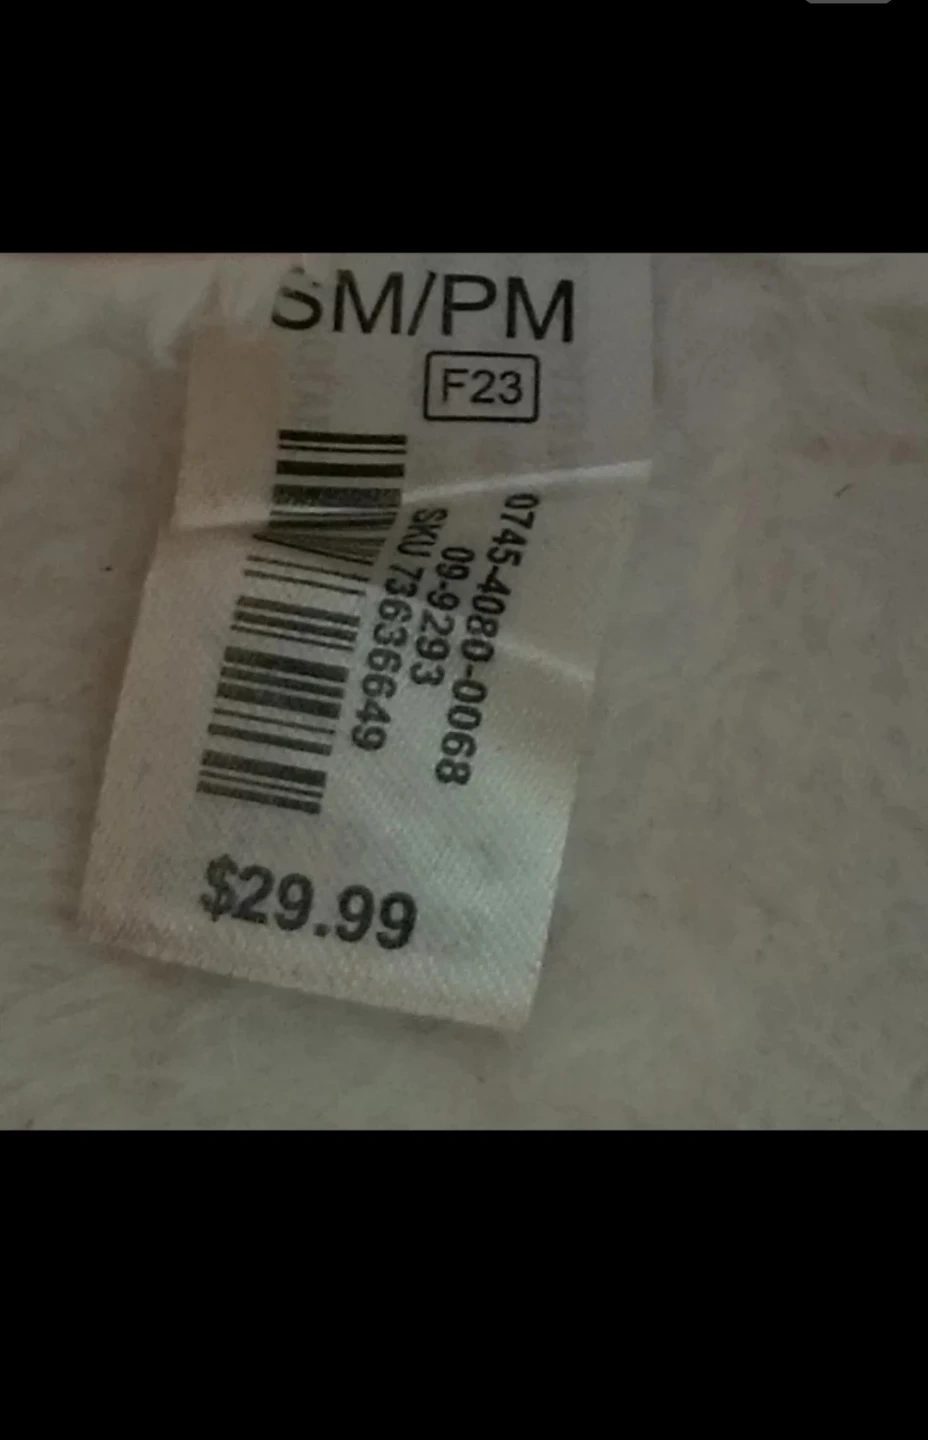 SM/PM
F23
0745-4080-0068
09-9293
SKU 73636649
$29.99